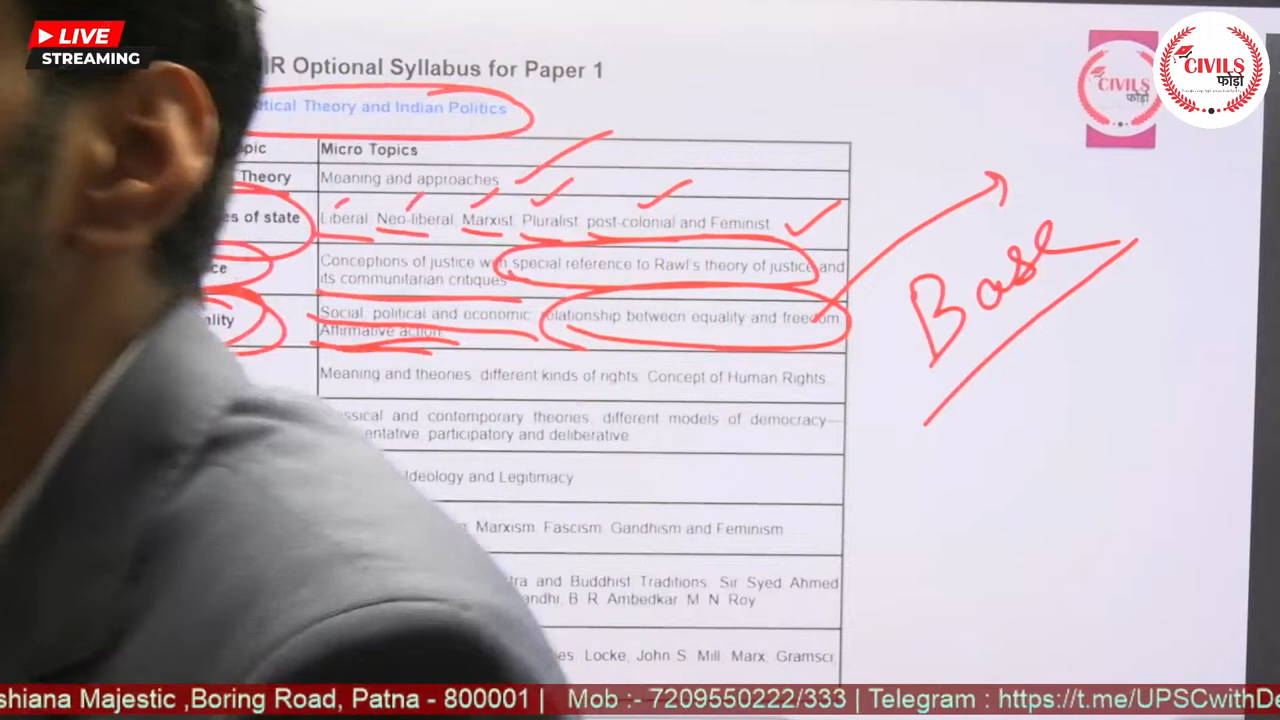 LIVE
STREAMING
IR Optional Syllabus for Paper 1
CIVILS
फोड़ो
CIVILS
फोड़ो
tical Theory and Indian Politics
pic
Micro Topics
Theory
Meaning and approaches
es of state
Liberal, Neo-liberal, Marxist, Pluralist, post-colonial and Feminist
ce
Conceptions of justice with special reference to Rawl's theory of justice and
its communitarian critiques
ality
Social, political and economic; relationship between equality and freedom
Affirmative action
Base
Meaning and theories, different kinds of rights, Concept of Human Rights
ssical and contemporary theories, different models of democracy—
entative, participatory and deliberative
Ideology and Legitimacy
Marxism, Fascism, Gandhism and Feminism
tra and Buddhist Traditions, Sir Syed Ahmed
andhi, B R Ambedkar, M N Roy
es, Locke, John S. Mill, Marx, Gramsci,
shiana Majestic ,Boring Road, Patna - 800001 | Mob :- 7209550222/333 | Telegram : https://t.me/UPSCwithDe